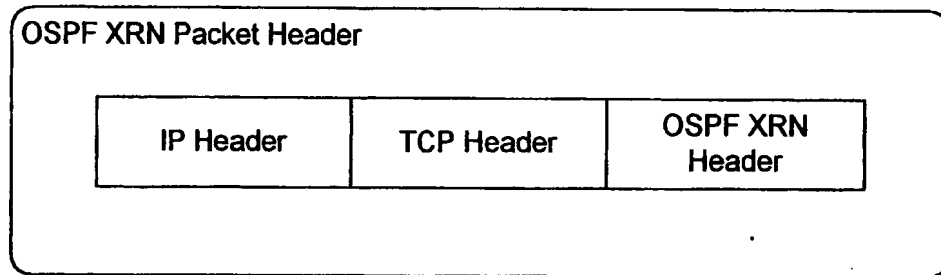 OSPF XRN Packet Header
IP Header
TCP Header
OSPF XRN
Header